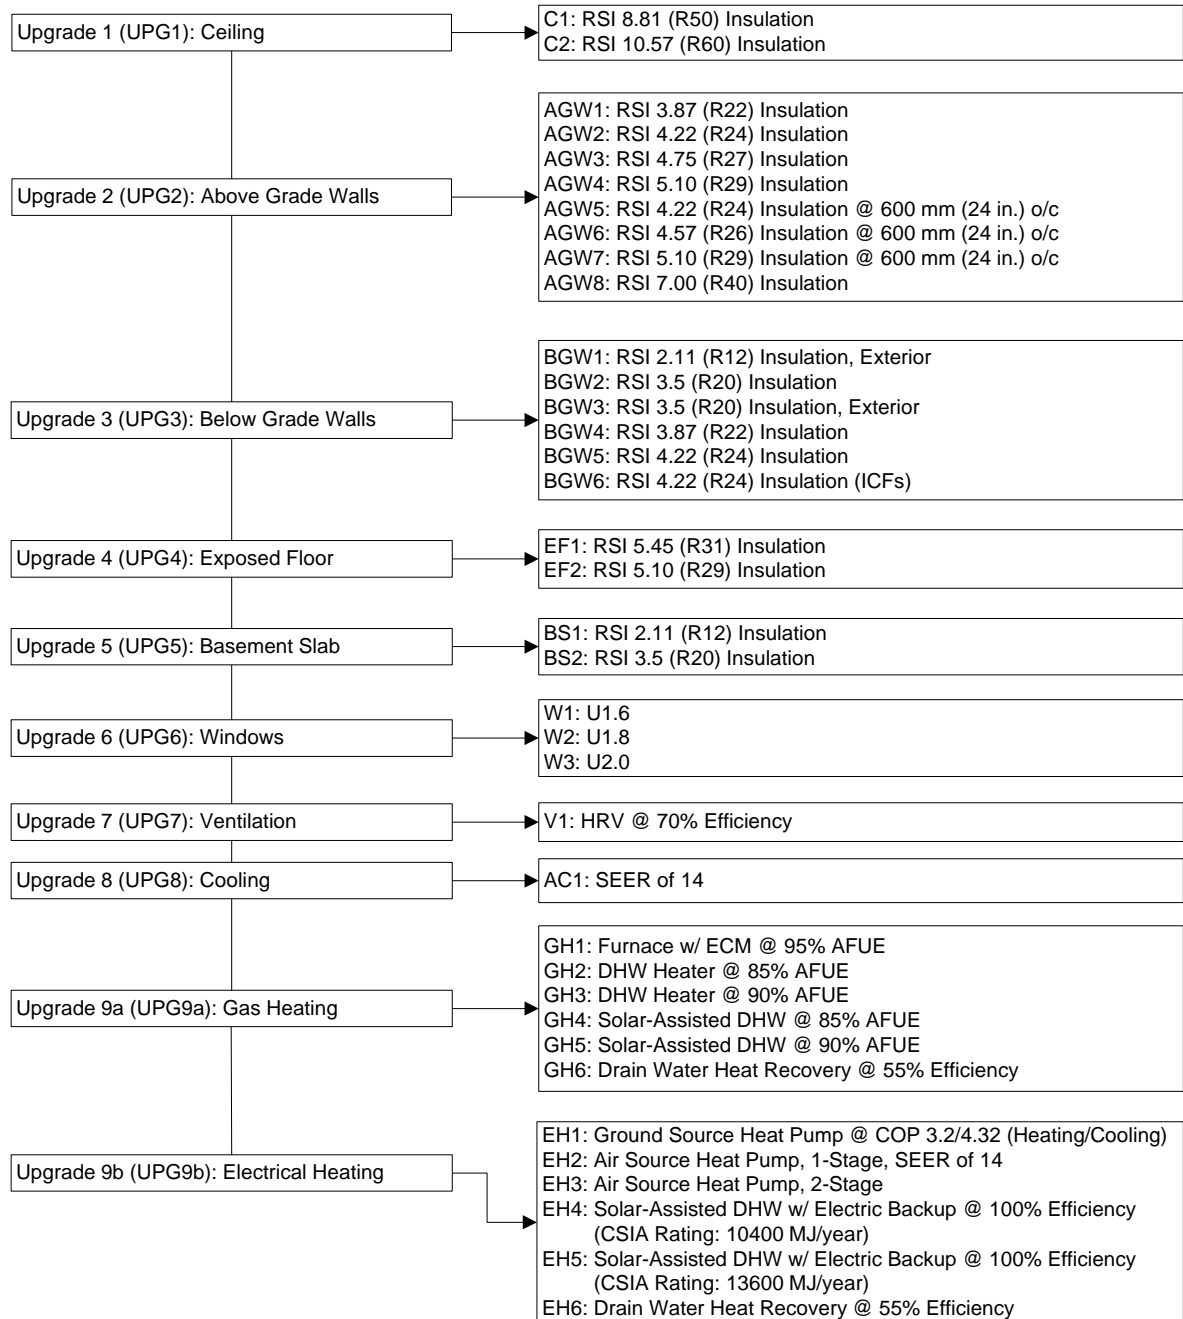 Upgrade 1 (UPG1): Ceiling
C1: RSI 8.81 (R50) Insulation
C2: RSI 10.57 (R60) Insulation
Upgrade 2 (UPG2): Above Grade Walls
AGW1: RSI 3.87 (R22) Insulation
AGW2: RSI 4.22 (R24) Insulation
AGW3: RSI 4.75 (R27) Insulation
AGW4: RSI 5.10 (R29) Insulation
AGW5: RSI 4.22 (R24) Insulation @ 600 mm (24 in.) o/c
AGW6: RSI 4.57 (R26) Insulation @ 600 mm (24 in.) o/c
AGW7: RSI 5.10 (R29) Insulation @ 600 mm (24 in.) o/c
AGW8: RSI 7.00 (R40) Insulation
Upgrade 3 (UPG3): Below Grade Walls
BGW1: RSI 2.11 (R12) Insulation, Exterior
BGW2: RSI 3.5 (R20) Insulation
BGW3: RSI 3.5 (R20) Insulation, Exterior
BGW4: RSI 3.87 (R22) Insulation
BGW5: RSI 4.22 (R24) Insulation
BGW6: RSI 4.22 (R24) Insulation (ICFs)
Upgrade 4 (UPG4): Exposed Floor
EF1: RSI 5.45 (R31) Insulation
EF2: RSI 5.10 (R29) Insulation
Upgrade 5 (UPG5): Basement Slab
BS1: RSI 2.11 (R12) Insulation
BS2: RSI 3.5 (R20) Insulation
Upgrade 6 (UPG6): Windows
W1: U1.6
W2: U1.8
W3: U2.0
Upgrade 7 (UPG7): Ventilation
V1: HRV @ 70% Efficiency
Upgrade 8 (UPG8): Cooling
AC1: SEER of 14
Upgrade 9a (UPG9a): Gas Heating
GH1: Furnace w/ ECM @ 95% AFUE
GH2: DHW Heater @ 85% AFUE
GH3: DHW Heater @ 90% AFUE
GH4: Solar-Assisted DHW @ 85% AFUE
GH5: Solar-Assisted DHW @ 90% AFUE
GH6: Drain Water Heat Recovery @ 55% Efficiency
Upgrade 9b (UPG9b): Electrical Heating
EH1: Ground Source Heat Pump @ COP 3.2/4.32 (Heating/Cooling)
EH2: Air Source Heat Pump, 1-Stage, SEER of 14
EH3: Air Source Heat Pump, 2-Stage
EH4: Solar-Assisted DHW w/ Electric Backup @ 100% Efficiency
(CSIA Rating: 10400 MJ/year)
EH5: Solar-Assisted DHW w/ Electric Backup @ 100% Efficiency
(CSIA Rating: 13600 MJ/year)
EH6: Drain Water Heat Recovery @ 55% Efficiency